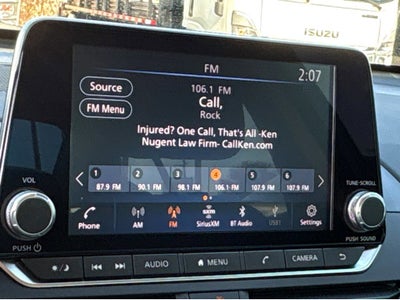 ISUZU
FM
2:07
Source
106.1 FM
Call,
FM Menu
Rock
Injured? One Call, That's All -Ken
Nugent Law Firm- CallKen.com
1 2 3 4 5 6
87.9 FM 90.1 FM 98.1 FM 106.1 FM 107.5 FM 107.9 FM
VOL
TUNE·SCROLL
Phone AM FM SiriusXM BT Audio USB1 Settings
PUSH
PUSH SOUND
AUDIO MENU CAMERA